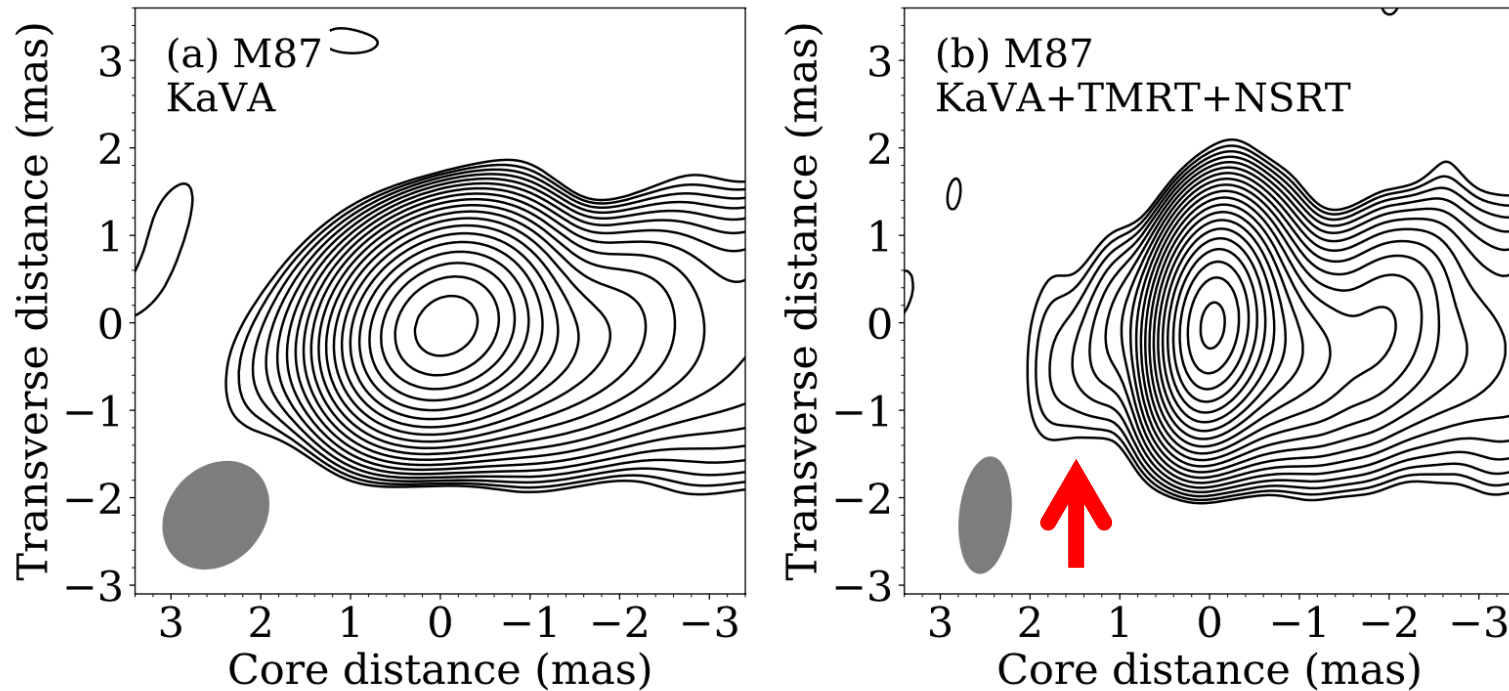 (a) M87
KaVA
Transverse distance (mas)
3
2
1
0
−1
−2
−3
3 2 1 0 −1 −2 −3
Core distance (mas)
(b) M87
KaVA+TMRT+NSRT
Transverse distance (mas)
3
2
1
0
−1
−2
−3
3 2 1 0 −1 −2 −3
Core distance (mas)